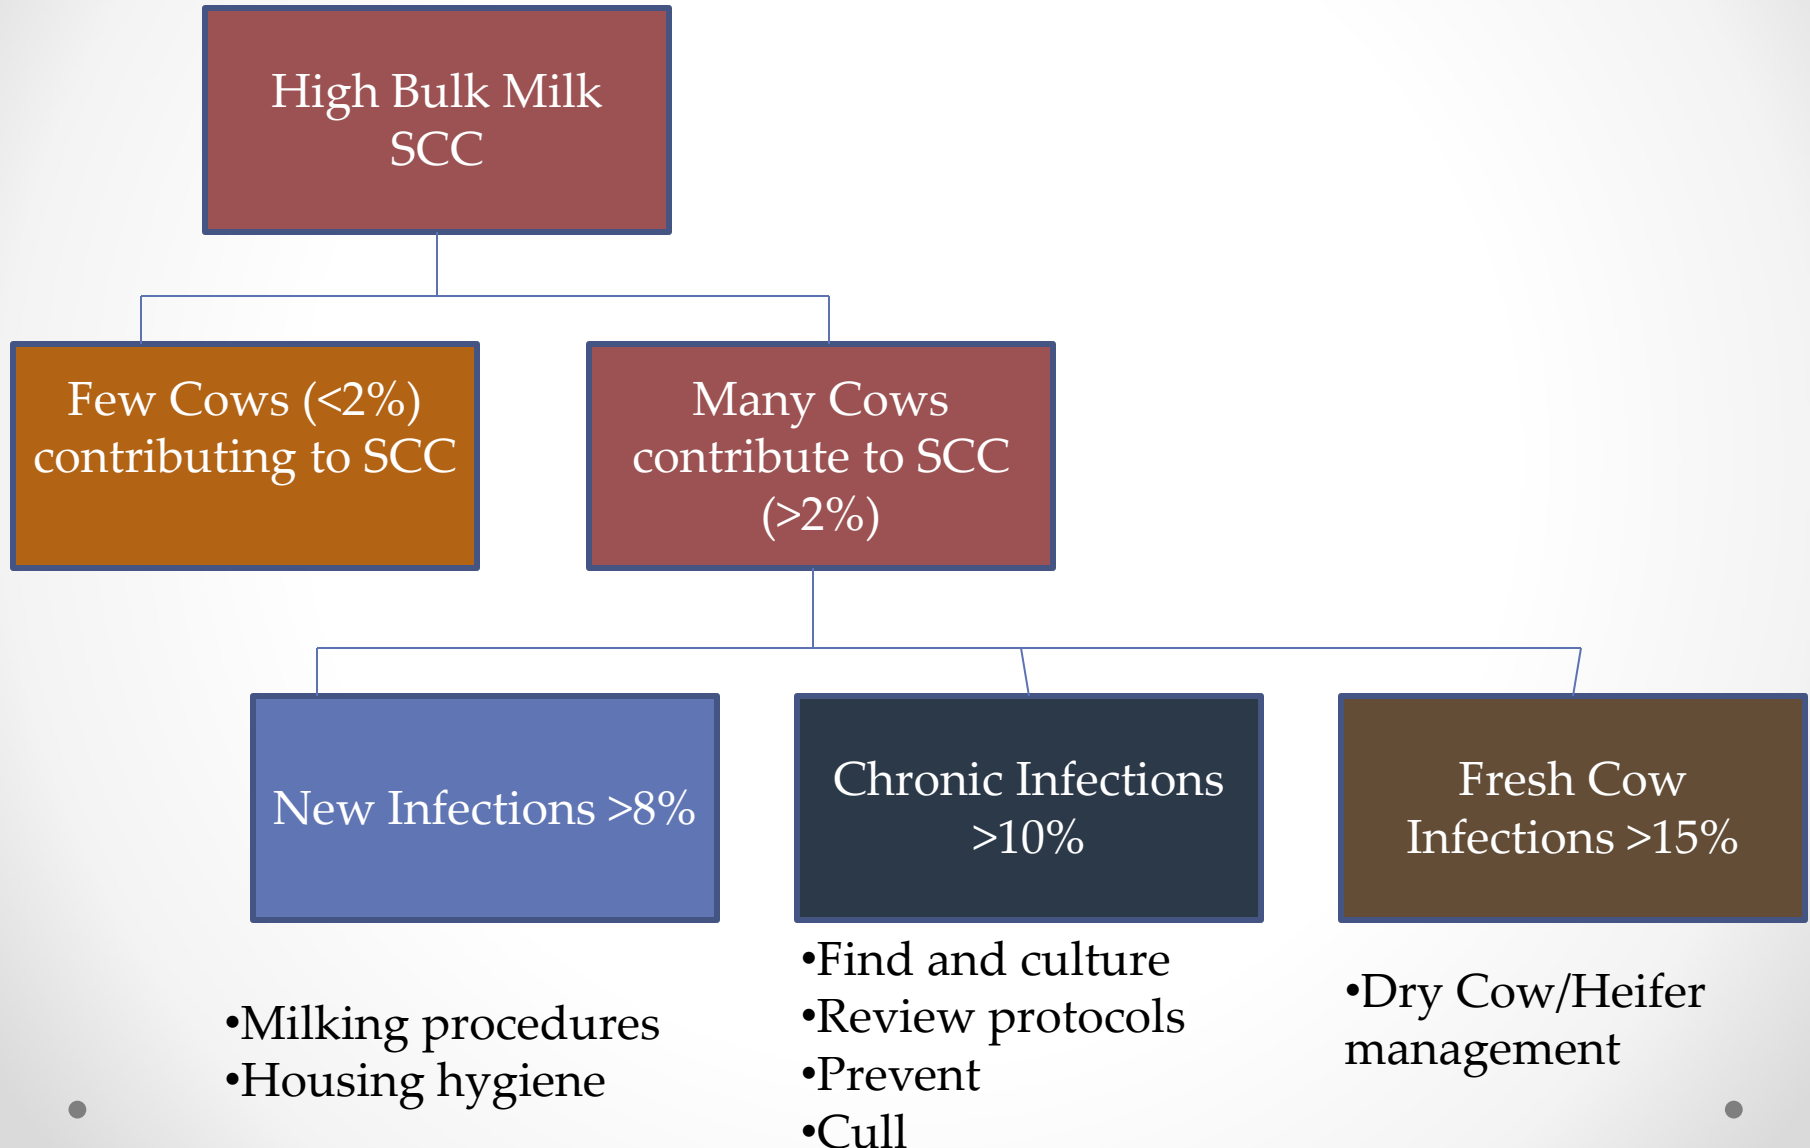 High Bulk Milk
SCC
Few Cows (<2%)
contributing to SCC
Many Cows
contribute to SCC
(>2%)
New Infections >8%
Chronic Infections
>10%
Fresh Cow
Infections >15%
•Milking procedures
•Housing hygiene
•Find and culture
•Review protocols
•Prevent
•Cull
•Dry Cow/Heifer
management